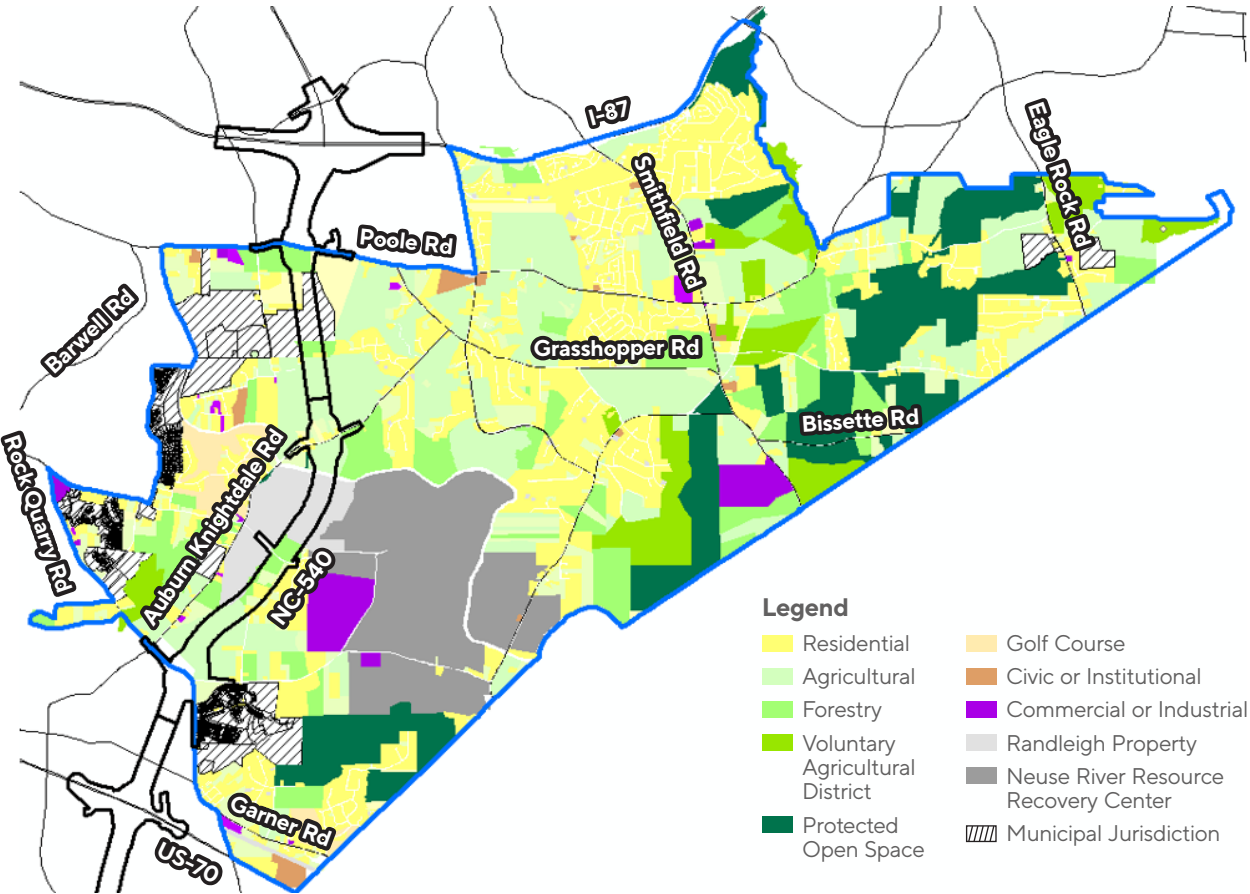 I-87
Smithfield Rd
Eagle Rock Rd
Poole Rd
Barwell Rd
Grasshopper Rd
Bissette Rd
Rock Quarry Rd
Auburn Knightdale Rd
NC-540
Garner Rd
US-70
Legend
Residential
Agricultural
Forestry
Voluntary
Agricultural
District
Protected
Open Space
Golf Course
Civic or Institutional
Commercial or Industrial
Randleigh Property
Neuse River Resource
Recovery Center
Municipal Jurisdiction